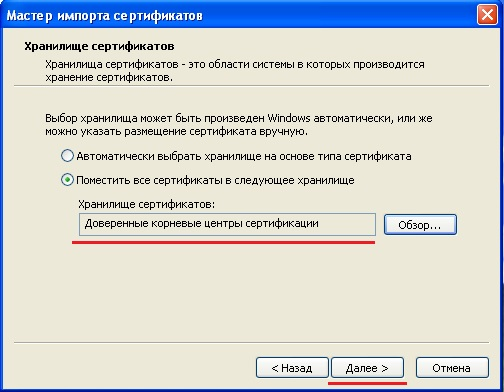 Мастер импорта сертификатов
Хранилище сертификатов
Хранилища сертификатов - это области системы в которых производится
хранение сертификатов.
Выбор хранилища может быть произведен Windows автоматически, или же
можно указать размещение сертификата вручную.
Автоматически выбрать хранилище на основе типа сертификата
Поместить все сертификаты в следующее хранилище
Хранилище сертификатов:
Доверенные корневые центры сертификации
Обзор...
< Назад
Далее >
Отмена